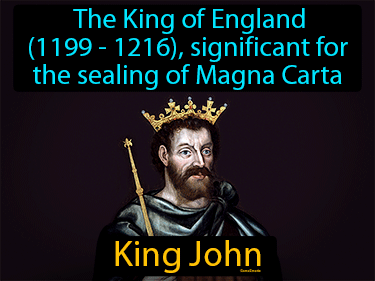 The King of England
(1199 - 1216), significant for
the sealing of Magna Carta
King John